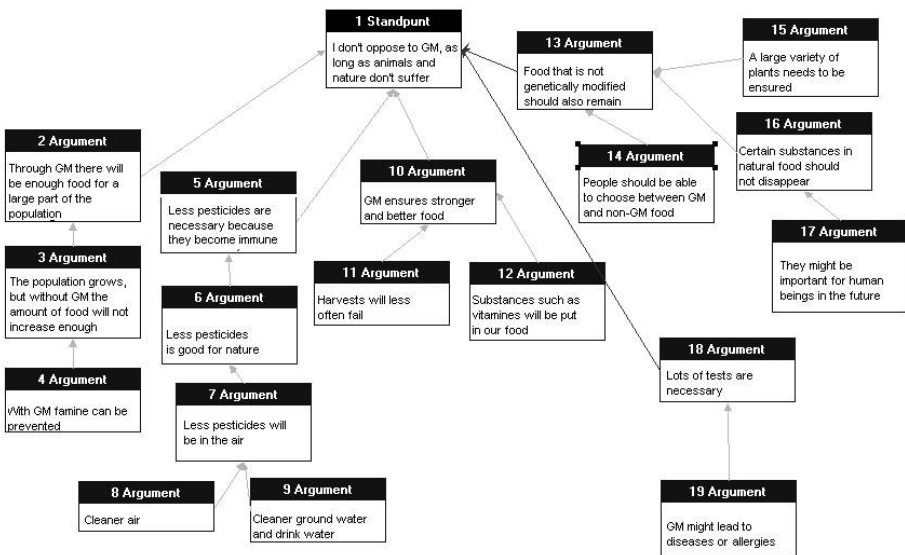 1 Standpunt
I don't oppose to GM, as
long as animals and
nature don't suffer
2 Argument
Through GM there will
be enough food for a
large part of the
population
3 Argument
The population grows,
but without GM the
amount of food will not
increase enough
4 Argument
With GM famine can be
prevented
5 Argument
Less pesticides are
necessary because
they become immune
6 Argument
Less pesticides
is good for nature
7 Argument
Less pesticides will
be in the air
8 Argument
Cleaner air
9 Argument
Cleaner ground water
and drink water
10 Argument
GM ensures stronger
and better food
11 Argument
Harvests will less
often fail
12 Argument
Substances such as
vitamines will be put
in our food
13 Argument
Food that is not
genetically modified
should also remain
14 Argument
People should be able
to choose between GM
and non-GM food
15 Argument
A large variety of
plants needs to be
ensured
16 Argument
Certain substances in
natural food should
not disappear
17 Argument
They might be
important for human
beings in the future
18 Argument
Lots of tests are
necessary
19 Argument
GM might lead to
diseases or allergies